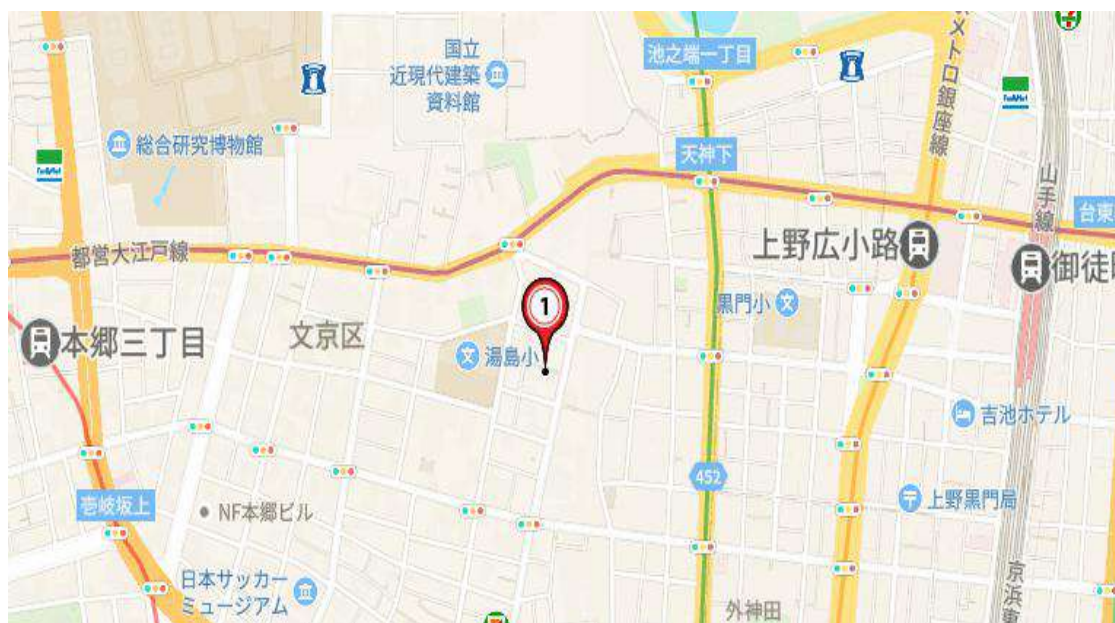 国立
近現代建築
資料館
池之端一丁目
メトロ銀座線
総合研究博物館
FamilyMart
FamilyMart
天神下
山手線
台東
都営大江戸線
上野広小路
御徒
本郷三丁目
文京区
1
湯島小
黒門小
吉池ホテル
452
壱岐坂上
NF本郷ビル
上野黒門局
日本サッカー
ミュージアム
外神田
京浜東
7